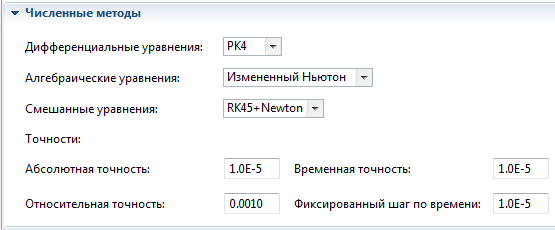 Численные методы
Дифференциальные уравнения: РК4
Алгебраические уравнения: Измененный Ньютон
Смешанные уравнения: RK45+Newton
Точности:
Абсолютная точность: 1.0E-5 Временная точность: 1.0E-5
Относительная точность: 0.0010 Фиксированный шаг по времени: 1.0E-5